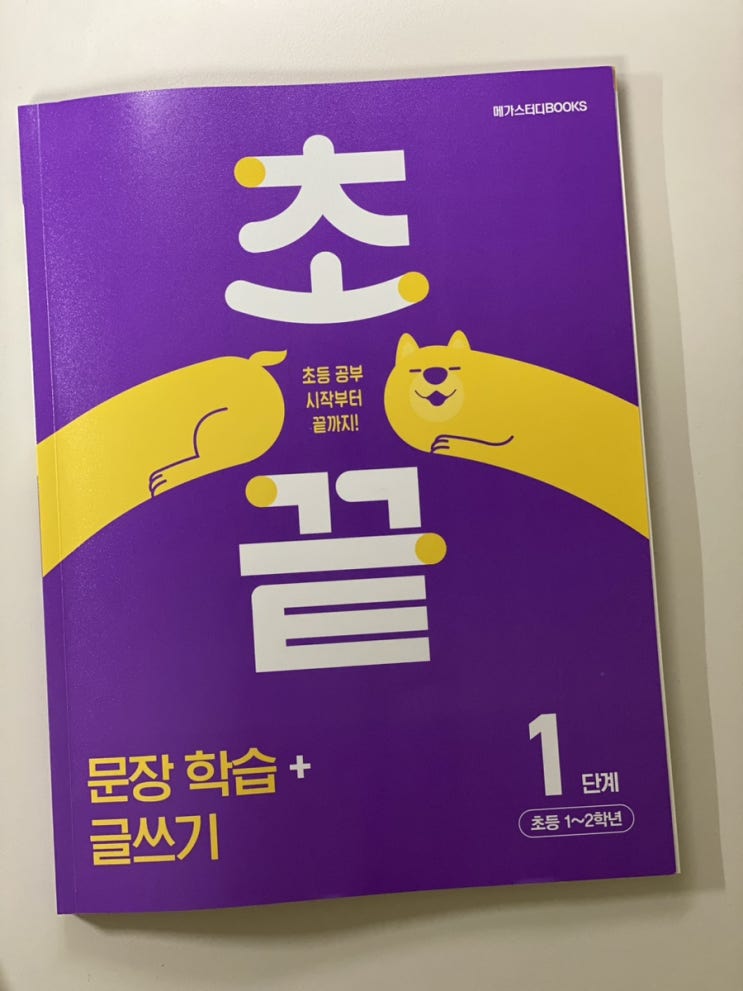 메가스터디BOOKS
초
초등 공부
시작부터
끝까지!
끝
문장 학습 +
글쓰기
1 단계
초등 1~2학년